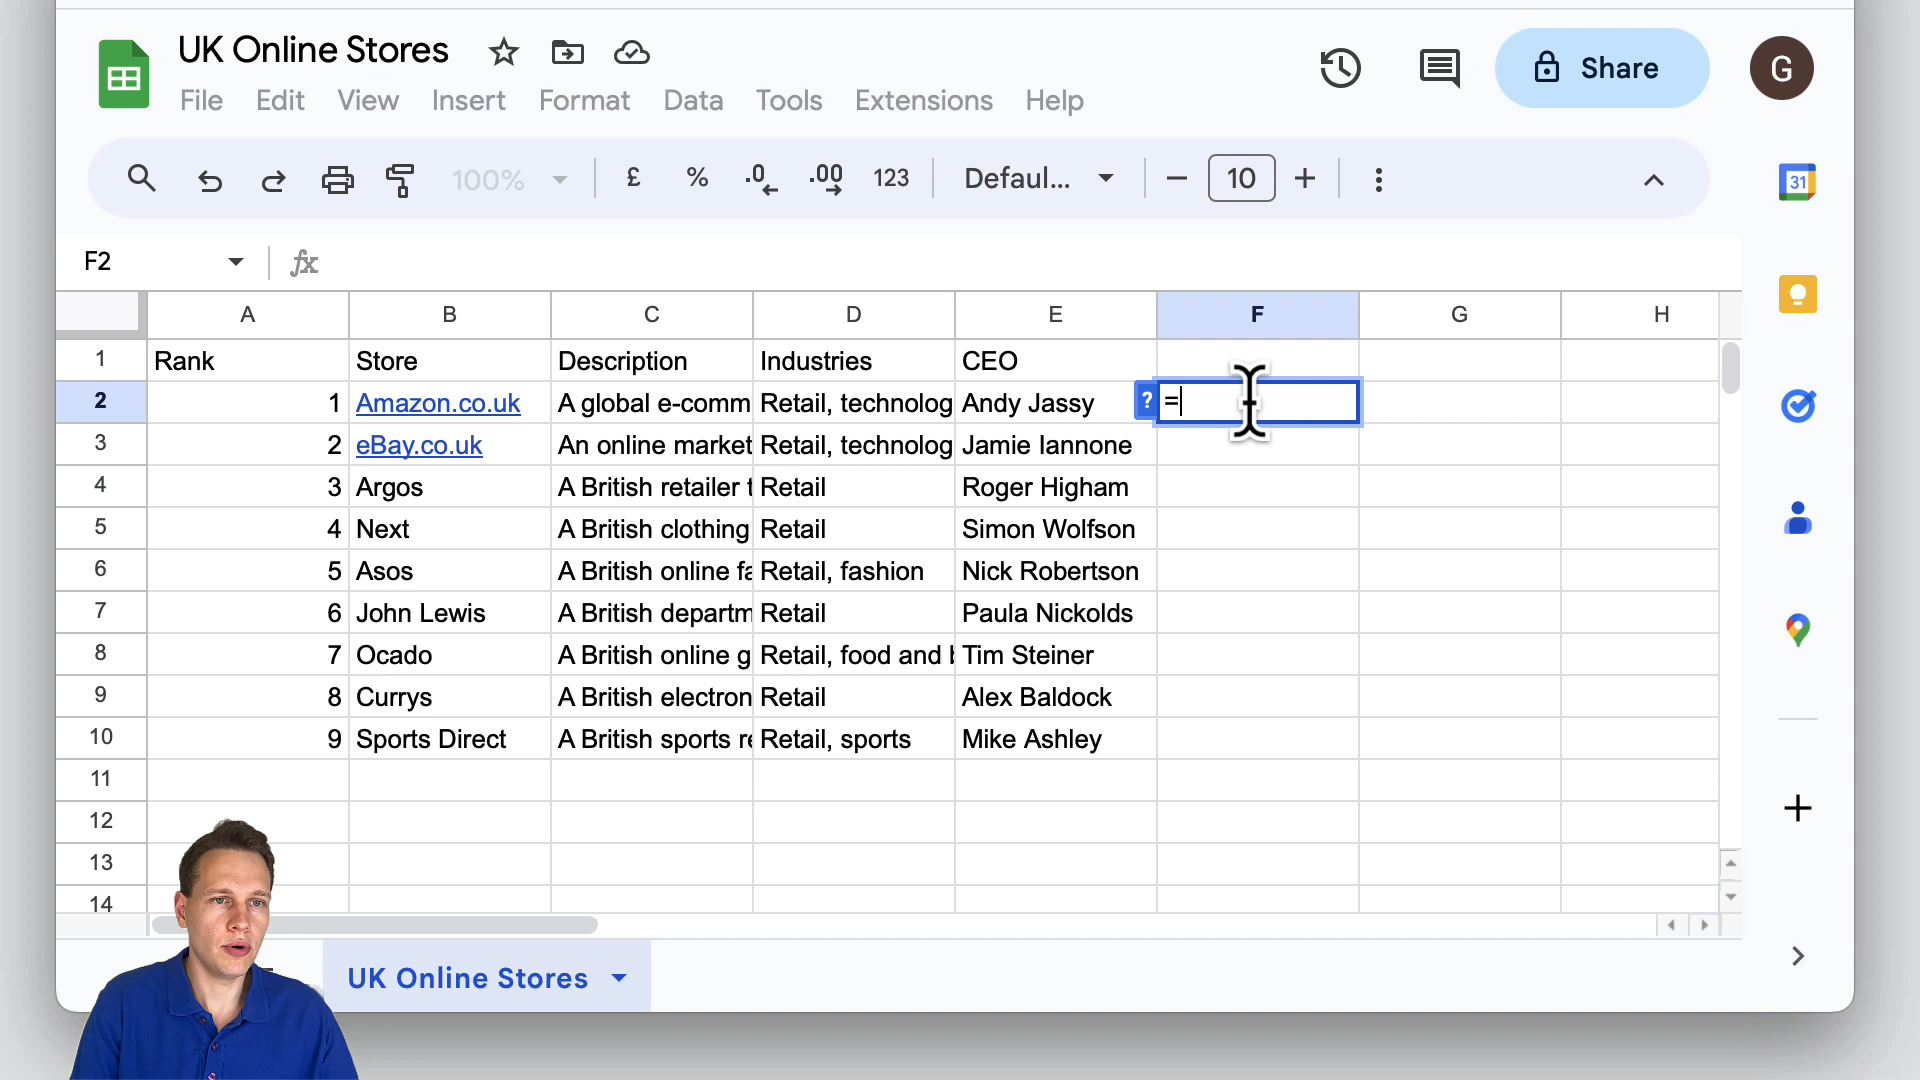 UK Online Stores
File Edit View Insert Format Data Tools Extensions Help
Share
G
100% £ % .0 .00 123 Defaul... 10
31
F2 fx
A B C D E F G H
1 Rank Store Description Industries CEO
2 1 Amazon.co.uk A global e-comm Retail, technolog Andy Jassy ? =
3 2 eBay.co.uk An online market Retail, technolog Jamie Iannone
4 3 Argos A British retailer t Retail Roger Higham
5 4 Next A British clothing Retail Simon Wolfson
6 5 Asos A British online fa Retail, fashion Nick Robertson
7 6 John Lewis A British departm Retail Paula Nickolds
8 7 Ocado A British online g Retail, food and b Tim Steiner
9 8 Currys A British electron Retail Alex Baldock
10 9 Sports Direct A British sports re Retail, sports Mike Ashley
11
12
13
14
UK Online Stores